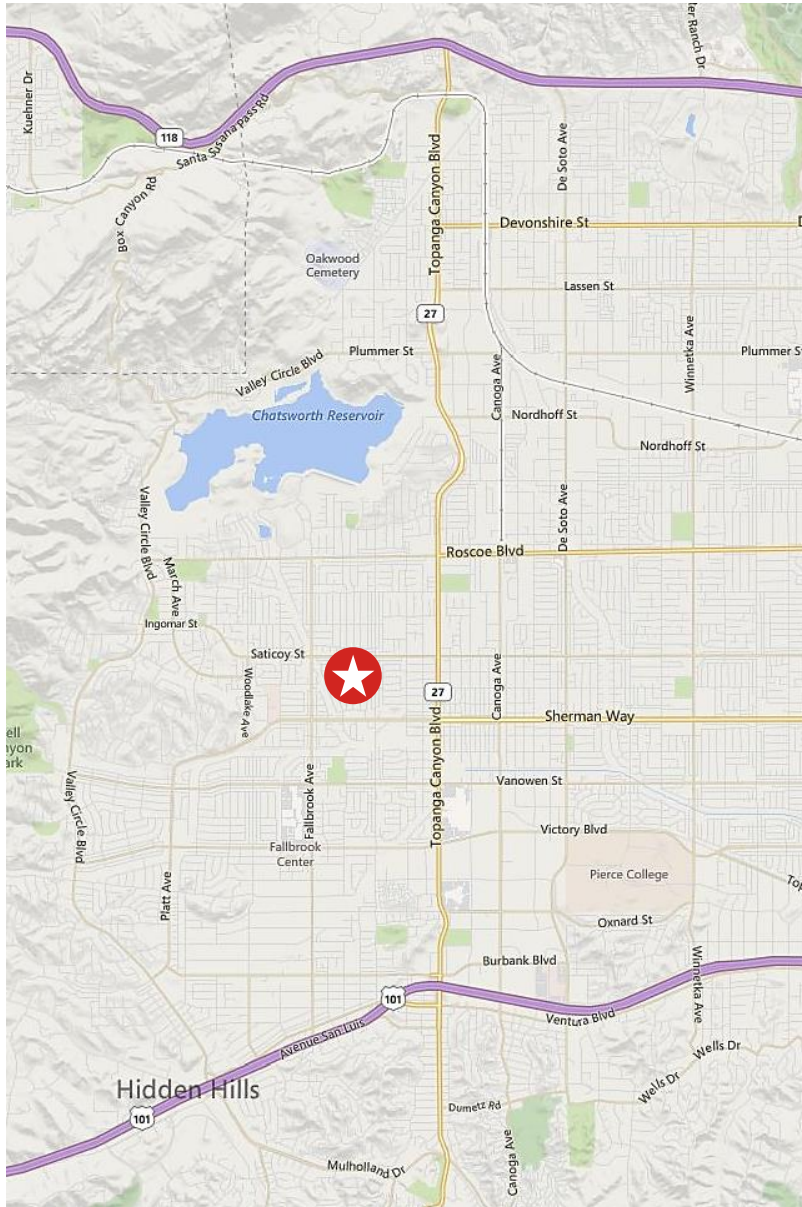 Kuehner Dr
118
Santa Susana Pass Rd
Box Canyon Rd
Topanga Canyon Blvd
De Soto Ave
Devonshire St
Oakwood
Cemetery
Lassen St
27
Valley Circle Blvd
Plummer St
Plummer St
Canoga Ave
Winnetka Ave
Chatsworth Reservoir
Nordhoff St
Nordhoff St
Valley Circle Blvd
De Soto Ave
Roscoe Blvd
March Ave
Ingomar St
Saticoy St
Woodlake Ave
27
Canoga Ave
Sherman Way
Topanga Canyon Blvd
Valley Circle Blvd
Fallbrook Ave
Vanowen St
Victory Blvd
Fallbrook
Center
Pierce College
Platt Ave
Oxnard St
Burbank Blvd
Winnetka Ave
101
Ventura Blvd
Avenue San Luis
Hidden Hills
101
Wells Dr
Wells Dr
Dumetz Rd
Canoga Ave
Mulholland Dr